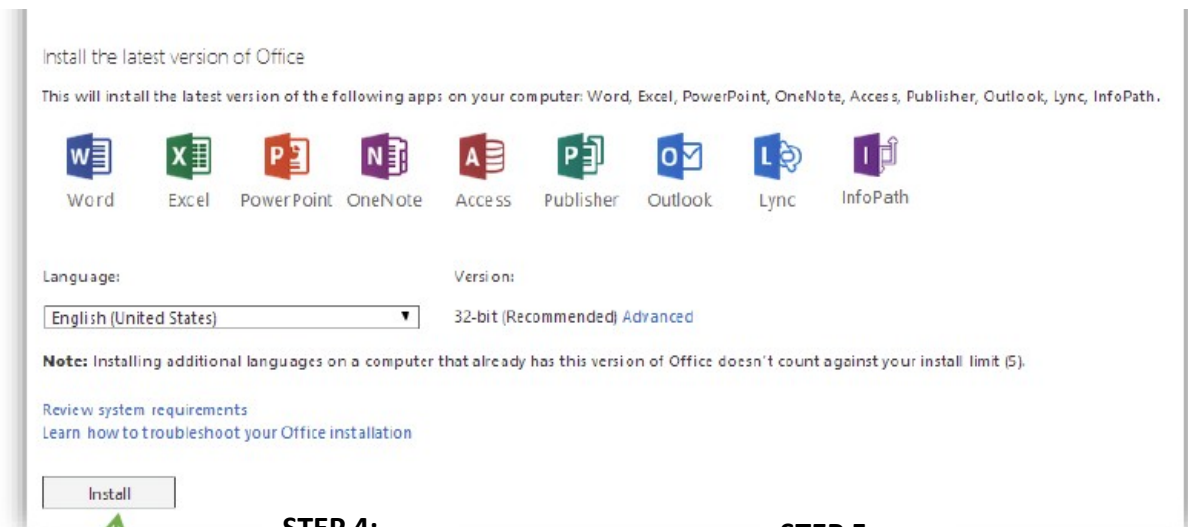 Install the latest version of Office
This will install the latest version of the following apps on your computer: Word, Excel, PowerPoint, OneNote, Access, Publisher, Outlook, Lync, InfoPath.
Word Excel PowerPoint OneNote Access Publisher Outlook Lync InfoPath
Language: Version:
English (United States) 32-bit (Recommended) Advanced
Note: Installing additional languages on a computer that already has this version of Office doesn't count against your install limit (5).
Review system requirements
Learn how to troubleshoot your Office installation
Install
STEP 4: STEP 5